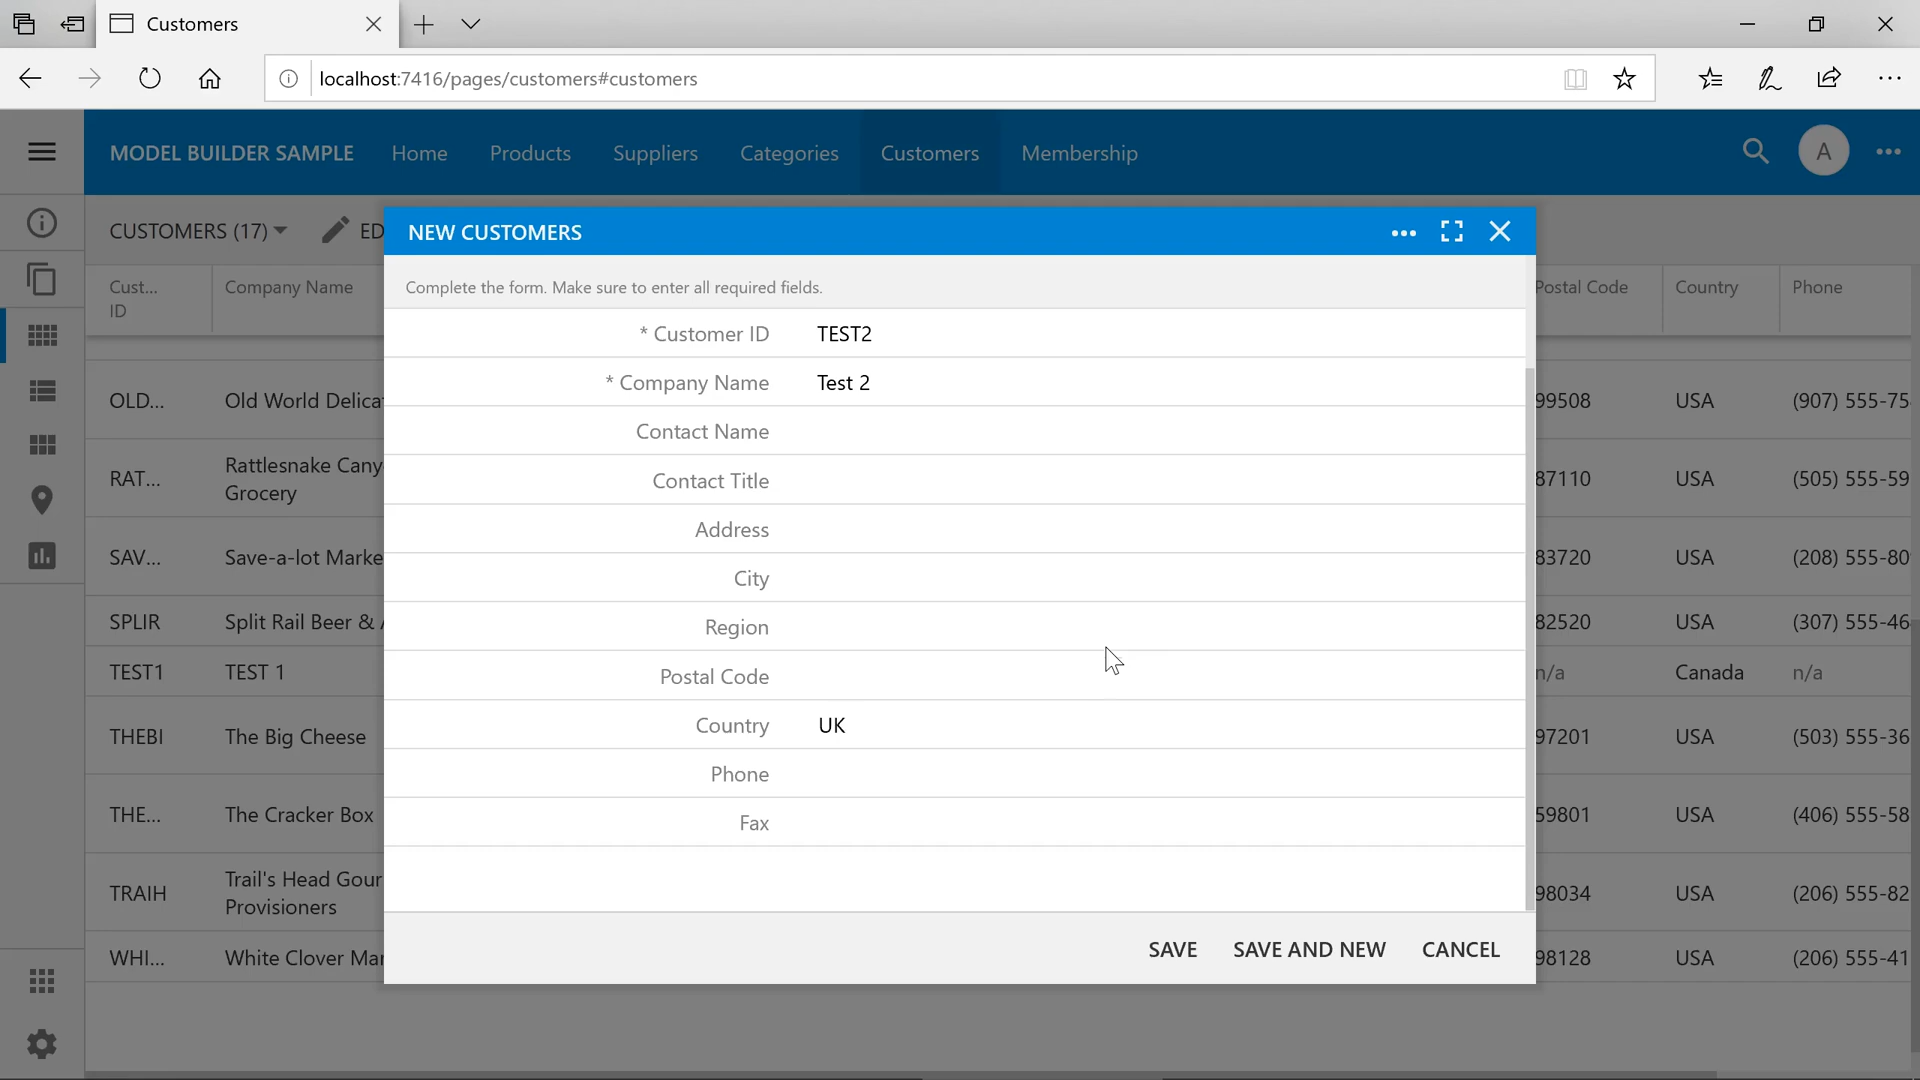 Customers
localhost:7416/pages/customers#customers
MODEL BUILDER SAMPLE Home Products Suppliers Categories Customers Membership A
CUSTOMERS (17) ED
NEW CUSTOMERS
Complete the form. Make sure to enter all required fields.
* Customer ID TEST2
* Company Name Test 2
Contact Name
Contact Title
Address
City
Region
Postal Code
Country UK
Phone
Fax
SAVE SAVE AND NEW CANCEL
Cust... ID Company Name Postal Code Country Phone
OLD... Old World Delica 99508 USA (907) 555-75
RAT... Rattlesnake Cany 87110 USA (505) 555-59
Grocery
SAV... Save-a-lot Marke 83720 USA (208) 555-80
SPLIR Split Rail Beer & 82520 USA (307) 555-46
TEST1 TEST 1 n/a Canada n/a
THEBI The Big Cheese 97201 USA (503) 555-36
THE... The Cracker Box 59801 USA (406) 555-58
TRAIH Trail's Head Gour 98034 USA (206) 555-82
Provisioners
WHI... White Clover Mar 98128 USA (206) 555-41